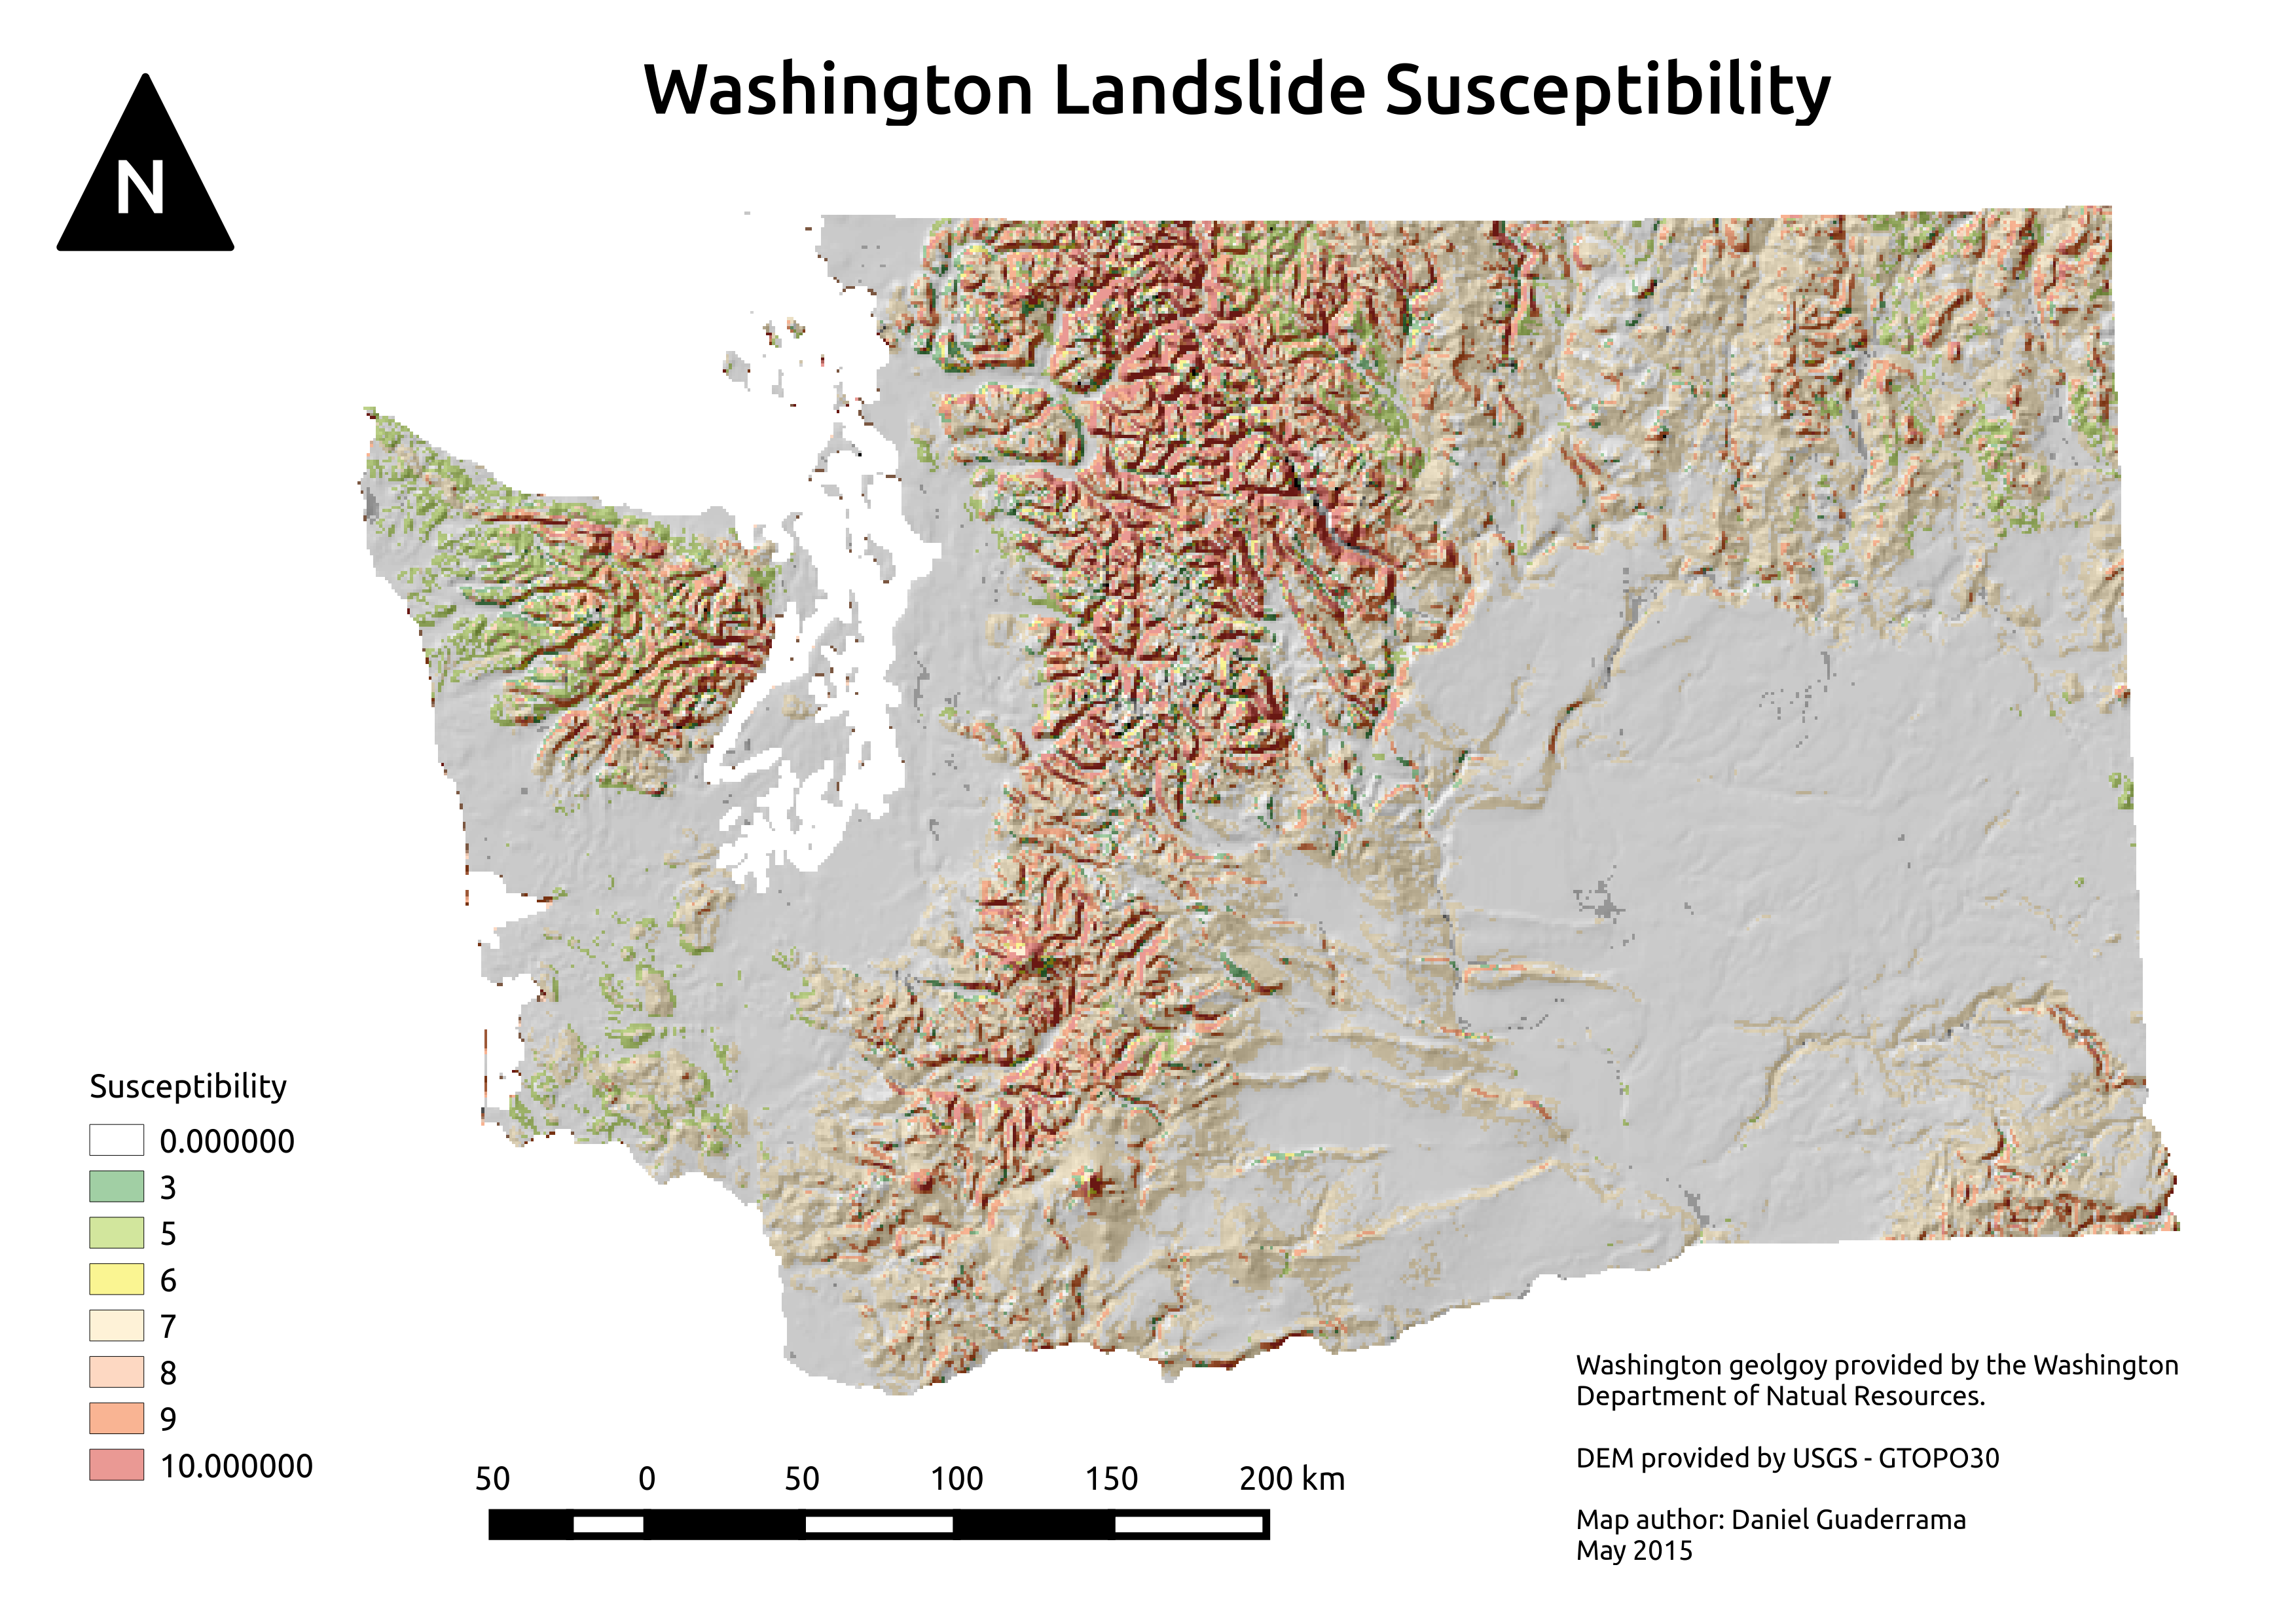 Washington Landslide Susceptibility
N
Susceptibility
0.000000
3
5
6
7
8
9
10.000000
50 0 50 100 150 200 km
Washington geolgoy provided by the Washington
Department of Natual Resources.
DEM provided by USGS - GTOPO30
Map author: Daniel Guaderrama
May 2015